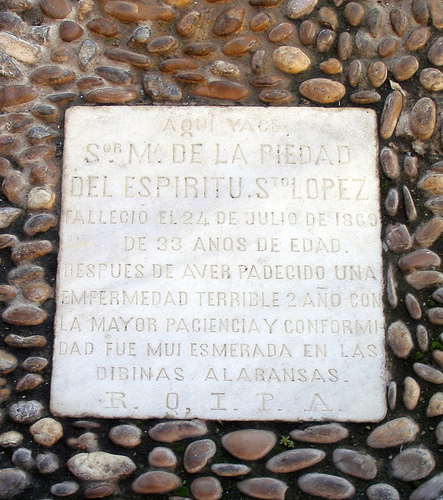 AQUI YACE
Sᴼᴿ Mᴬ. DE LA PIEDAD
DEL ESPIRITU. Sᵀᴼ LOPEZ
FALLECIO EL 24 DE JULIO DE 1869
DE 33 ANOS DE EDAD.
DESPUES DE AVER PADECIDO UNA
EMFERMEDAD TERRIBLE 2 AÑO CON
LA MAYOR PACIENCIA Y CONFORMI
DAD FUE MUI ESMERADA EN LAS
DIBINAS ALABANSAS.
R. Q. I. P. A.